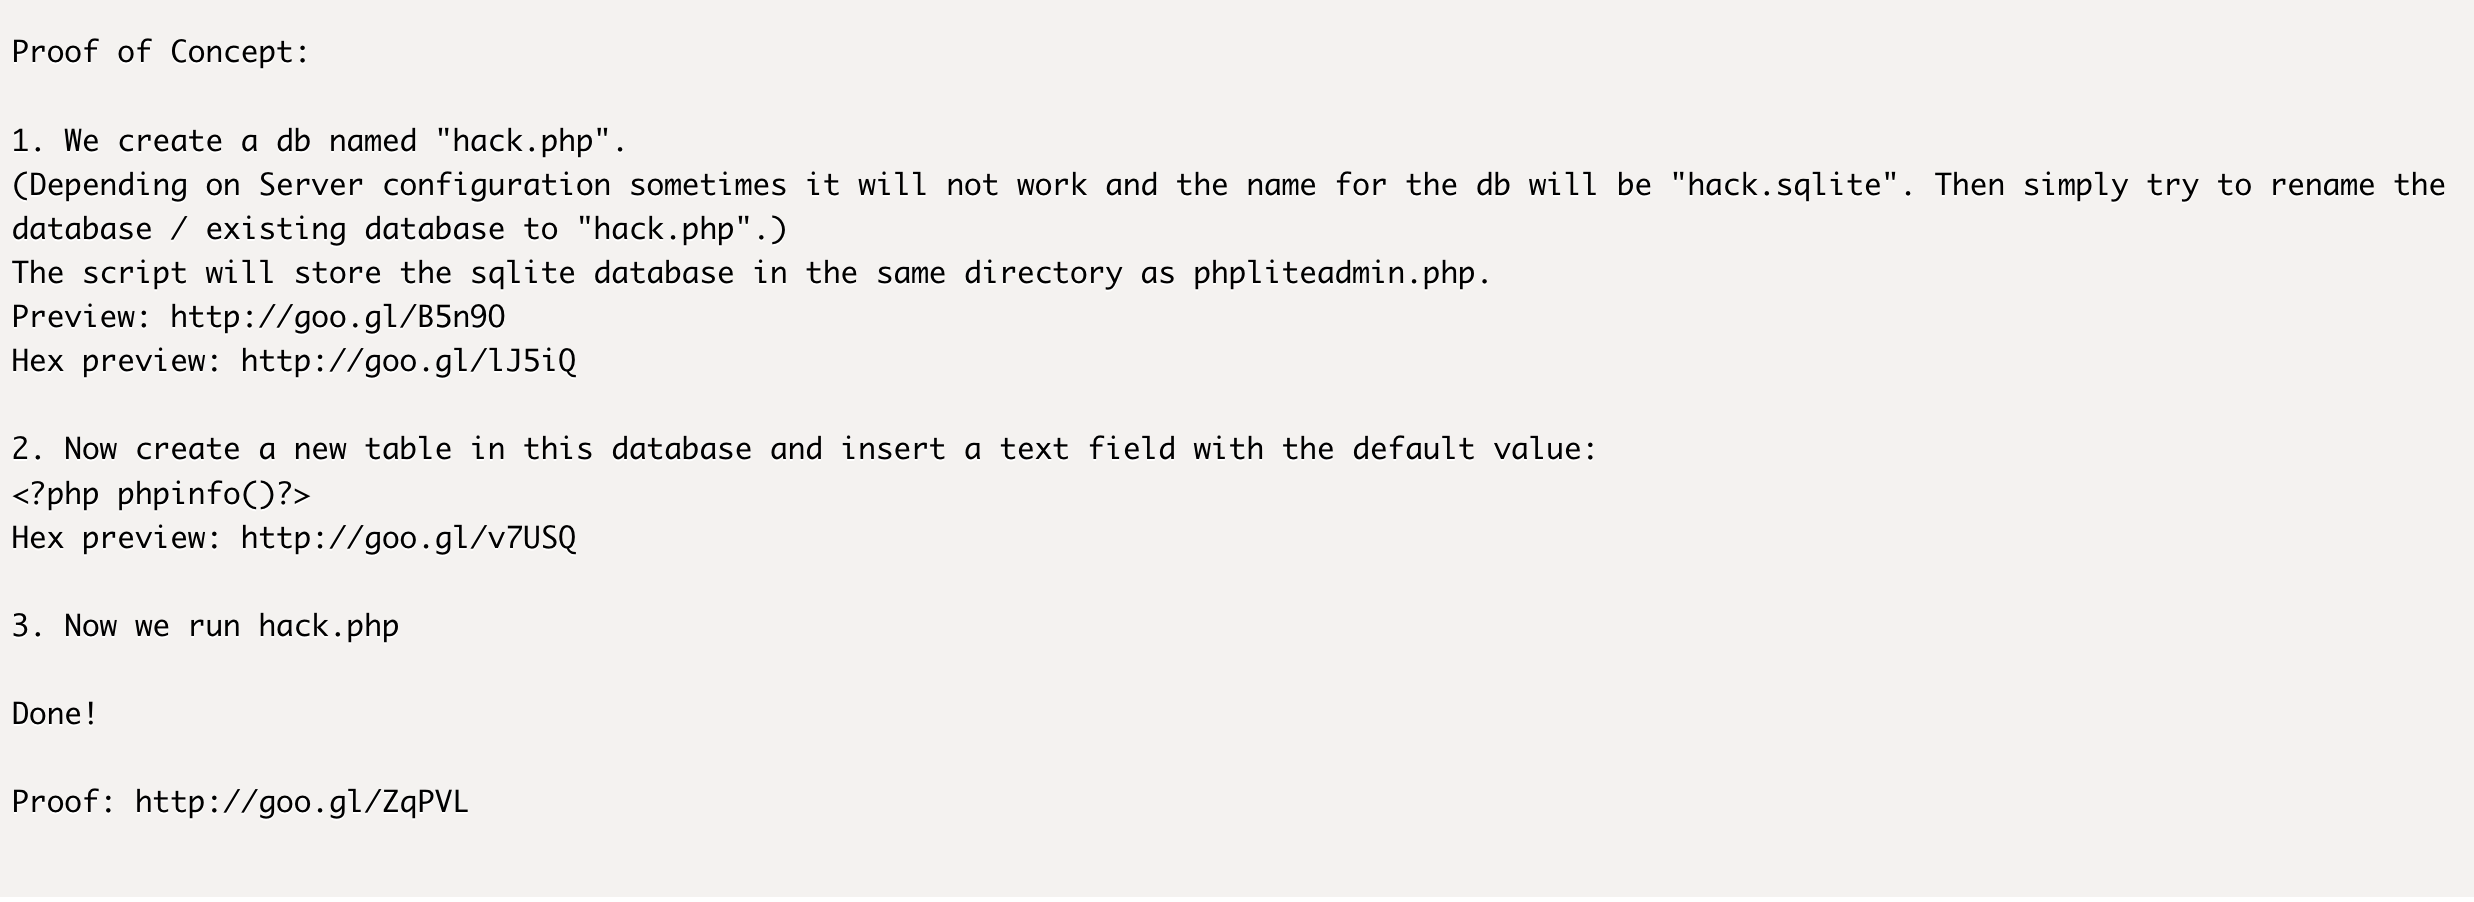 Proof of Concept:
1. We create a db named "hack.php".
(Depending on Server configuration sometimes it will not work and the name for the db will be "hack.sqlite". Then simply try to rename the
database / existing database to "hack.php".)
The script will store the sqlite database in the same directory as phpliteadmin.php.
Preview: http://goo.gl/B5n9O
Hex preview: http://goo.gl/lJ5iQ
2. Now create a new table in this database and insert a text field with the default value:
<?php phpinfo()?>
Hex preview: http://goo.gl/v7USQ
3. Now we run hack.php
Done!
Proof: http://goo.gl/ZqPVL